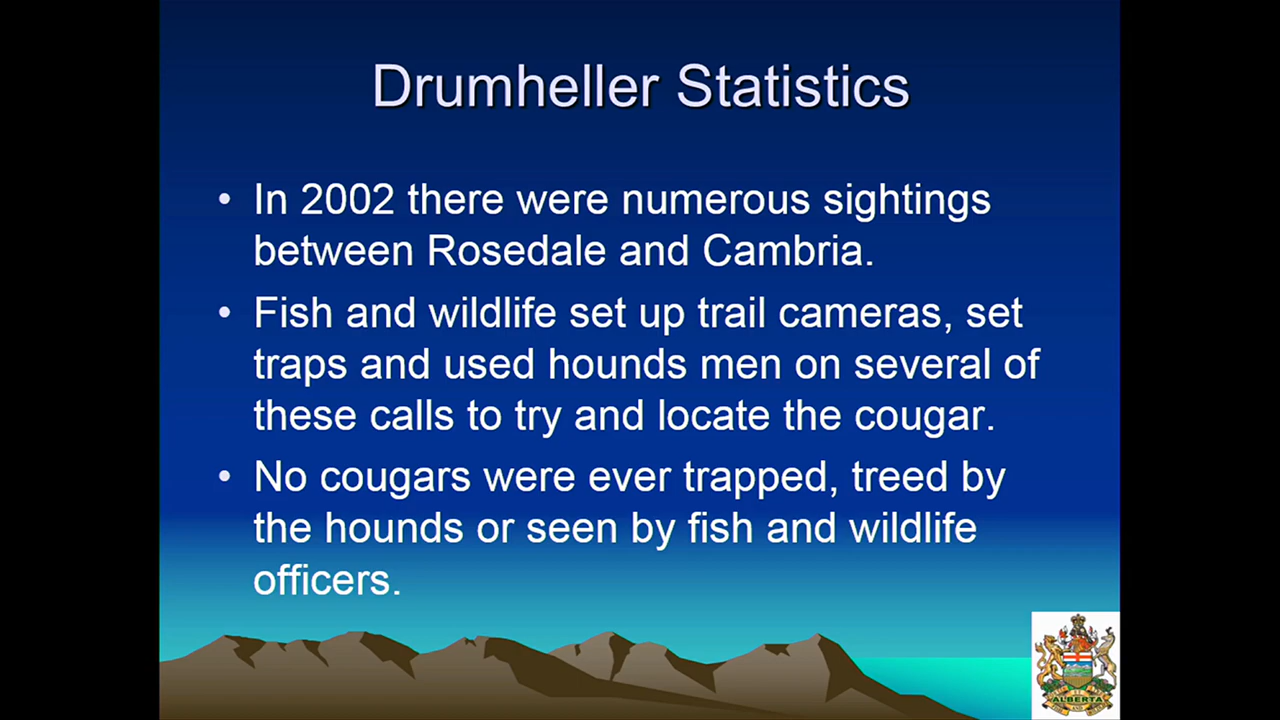 Drumheller Statistics
• In 2002 there were numerous sightings
between Rosedale and Cambria.
• Fish and wildlife set up trail cameras, set
traps and used hounds men on several of
these calls to try and locate the cougar.
• No cougars were ever trapped, treed by
the hounds or seen by fish and wildlife
officers.
ALBERTA